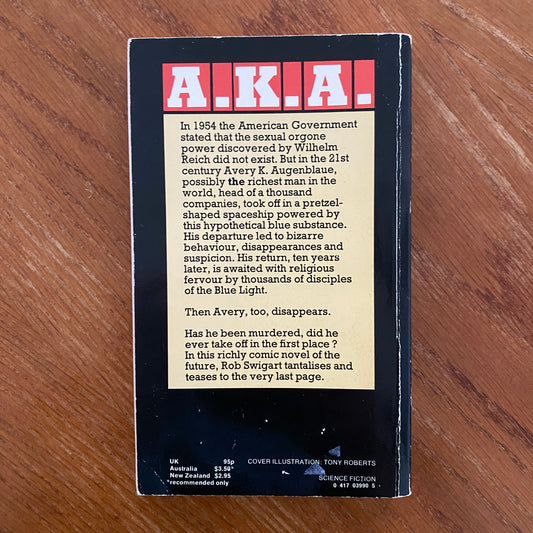 A.K.A.
In 1954 the American Government
stated that the sexual orgone
power discovered by Wilhelm
Reich did not exist. But in the 21st
century Avery K. Augenblaue,
possibly the richest man in the
world, head of a thousand
companies, took off in a pretzel-
shaped spaceship powered by
this hypothetical blue substance.
His departure led to bizarre
behaviour, disappearances and
suspicion. His return, ten years
later, is awaited with religious
fervour by thousands of disciples
of the Blue Light.
Then Avery, too, disappears.
Has he been murdered, did he
ever take off in the first place ?
In this richly comic novel of the
future, Rob Swigart tantalises and
teases to the very last page.
UK 95p
Australia $3.50*
New Zealand $2.95
*recommended only
COVER ILLUSTRATION: TONY ROBERTS
SCIENCE FICTION
0 417 03990 5